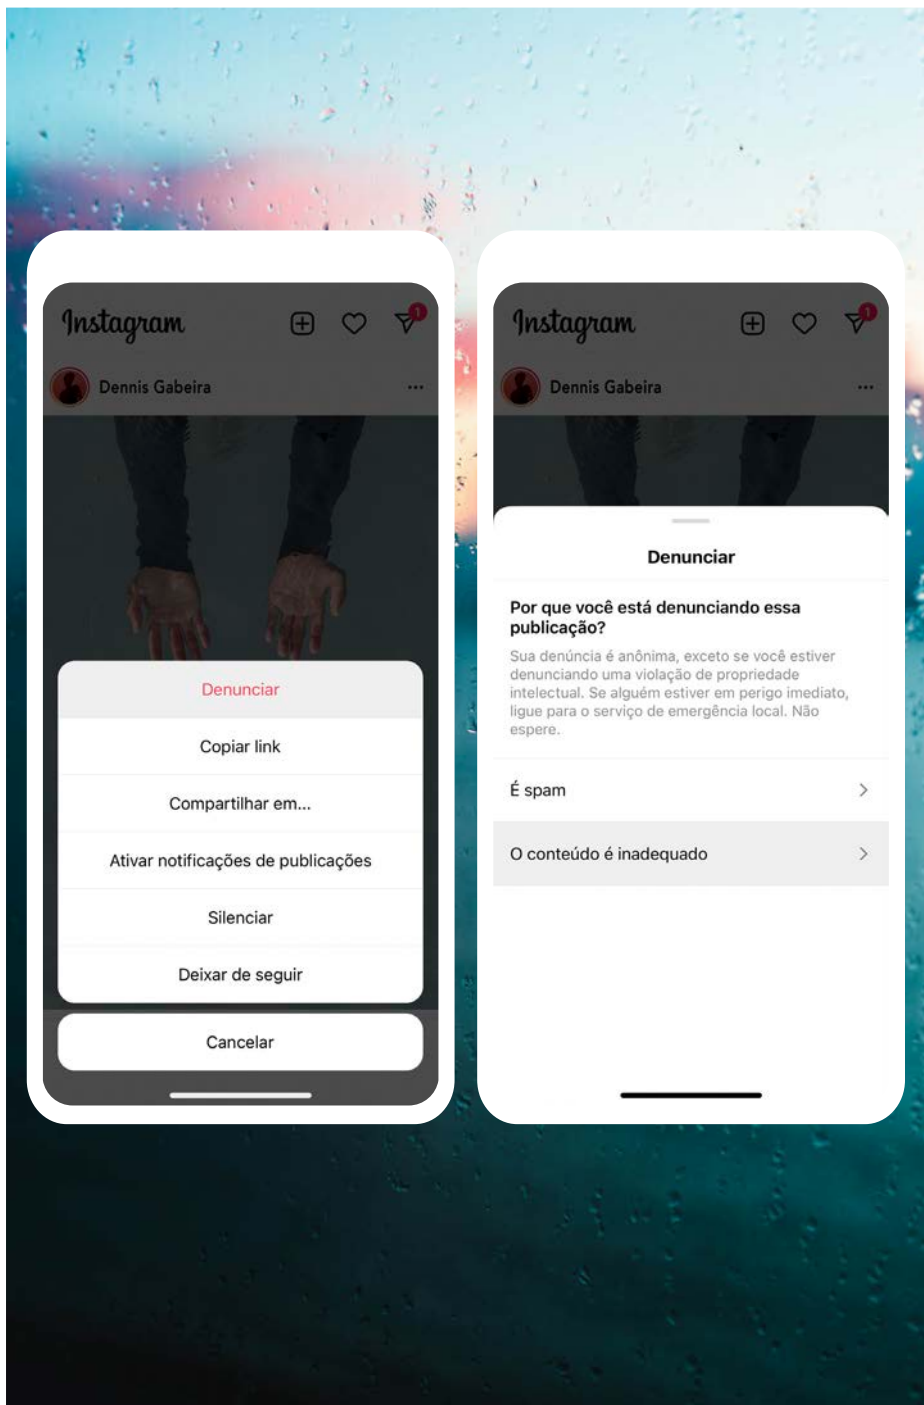 Instagram
1
Dennis Gabeira
...
Denunciar
Copiar link
Compartilhar em...
Ativar notificações de publicações
Silenciar
Deixar de seguir
Cancelar
Instagram
1
Dennis Gabeira
...
Denunciar
Por que você está denunciando essa
publicação?
Sua denúncia é anônima, exceto se você estiver
denunciando uma violação de propriedade
intelectual. Se alguém estiver em perigo imediato,
ligue para o serviço de emergência local. Não
espere.
É spam
O conteúdo é inadequado